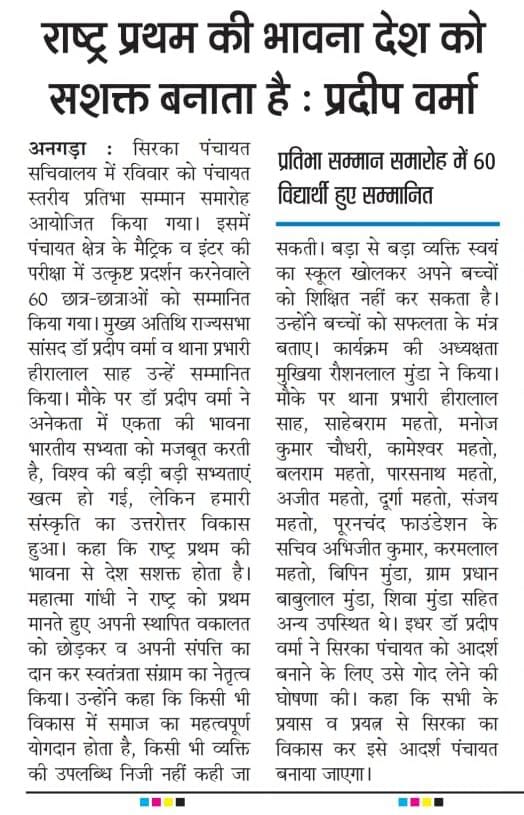 राष्ट्र प्रथम की भावना देश को
सशक्त बनाता है : प्रदीप वर्मा
अनगड़ा : सिरका पंचायत
सचिवालय में रविवार को पंचायत
स्तरीय प्रतिभा सम्मान समारोह
आयोजित किया गया। इसमें
पंचायत क्षेत्र के मैट्रिक व इंटर की
परीक्षा में उत्कृष्ट प्रदर्शन करनेवाले
60 छात्र-छात्राओं को सम्मानित
किया गया। मुख्य अतिथि राज्यसभा
सांसद डॉ प्रदीप वर्मा व थाना प्रभारी
हीरालाल साह उन्हें सम्मानित
किया। मौके पर डॉ प्रदीप वर्मा ने
अनेकता में एकता की भावना
भारतीय सभ्यता को मजबूत करती
है, विश्व की बड़ी बड़ी सभ्यताएं
खत्म हो गई, लेकिन हमारी
संस्कृति का उत्तरोत्तर विकास
हुआ। कहा कि राष्ट्र प्रथम की
भावना से देश सशक्त होता है।
महात्मा गांधी ने राष्ट्र को प्रथम
मानते हुए अपनी स्थापित वकालत
को छोड़कर व अपनी संपत्ति का
दान कर स्वतंत्रता संग्राम का नेतृत्व
किया। उन्होंने कहा कि किसी भी
विकास में समाज का महत्वपूर्ण
योगदान होता है, किसी भी व्यक्ति
की उपलब्धि निजी नहीं कही जा
प्रतिभा सम्मान समारोह में 60
विद्यार्थी हुए सम्मानित
सकती। बड़ा से बड़ा व्यक्ति स्वयं
का स्कूल खोलकर अपने बच्चों
को शिक्षित नहीं कर सकता है।
उन्होंने बच्चों को सफलता के मंत्र
बताए। कार्यक्रम की अध्यक्षता
मुखिया रौशनलाल मुंडा ने किया।
मौके पर थाना प्रभारी हीरालाल
साह, साहेबराम महतो, मनोज
कुमार चौधरी, कामेश्वर महतो,
बलराम महतो, पारसनाथ महतो,
अजीत महतो, दूर्गा महतो, संजय
महतो, पूरनचंद फाउंडेशन के
सचिव अभिजीत कुमार, करमलाल
महतो, बिपिन मुंडा, ग्राम प्रधान
बाबुलाल मुंडा, शिवा मुंडा सहित
अन्य उपस्थित थे। इधर डॉ प्रदीप
वर्मा ने सिरका पंचायत को आदर्श
बनाने के लिए उसे गोद लेने की
घोषणा की। कहा कि सभी के
प्रयास व प्रयत्न से सिरका का
विकास कर इसे आदर्श पंचायत
बनाया जाएगा।